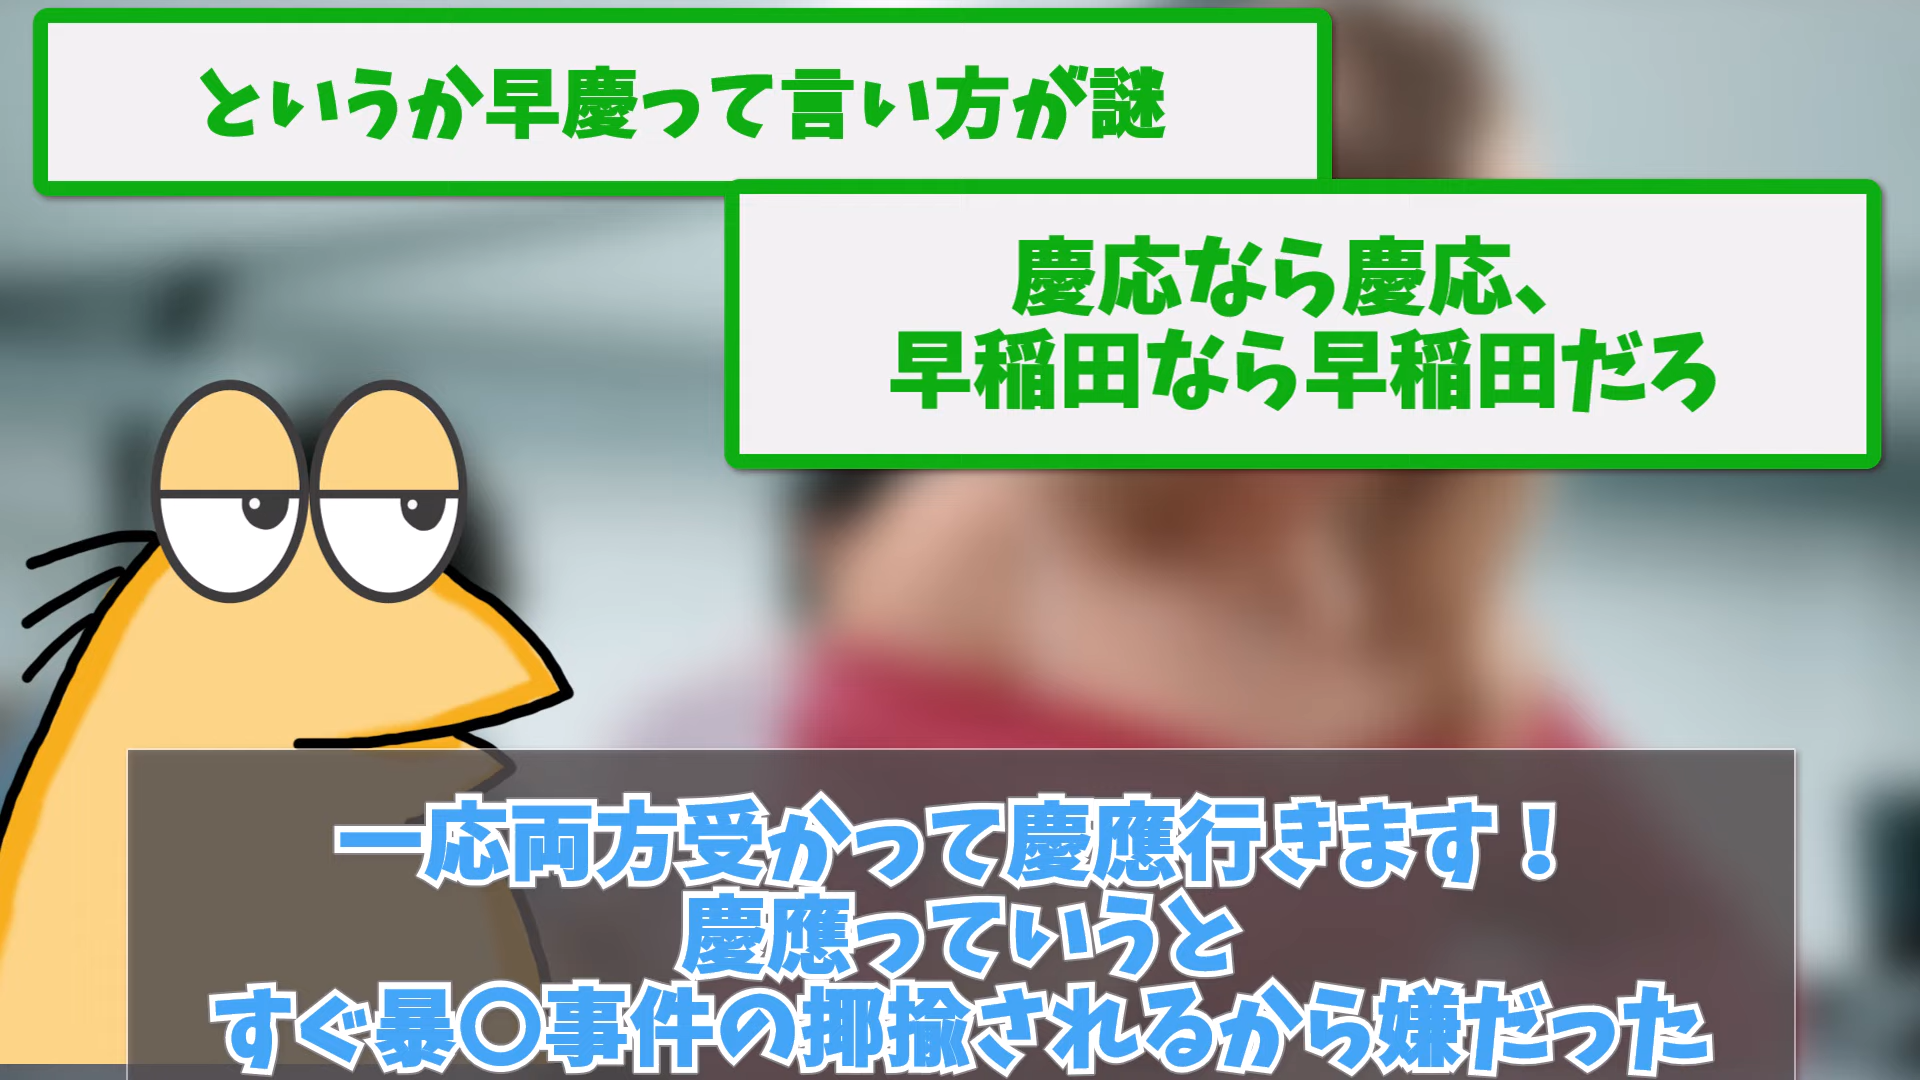 というか早慶って言い方が謎
慶応なら慶応、
早稲田なら早稲田だろ
一応両方受かって慶應行きます！
慶應っていうと
すぐ暴〇事件の揶揄されるから嫌だった